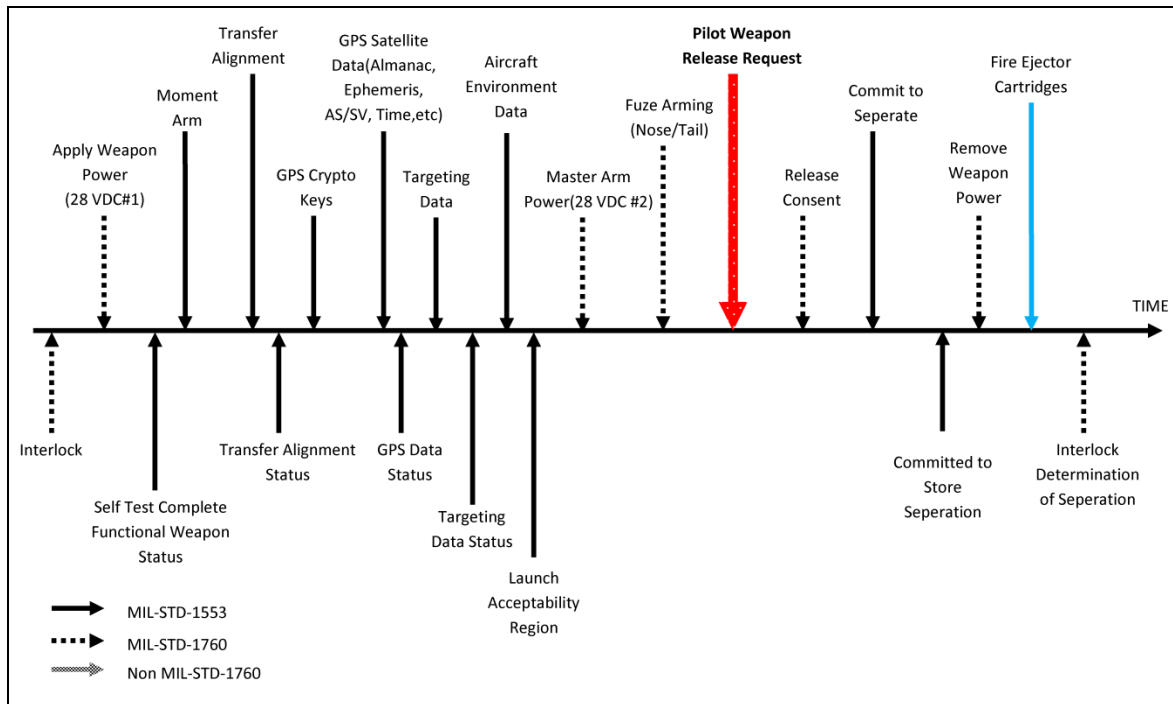 Transfer
Alignment
GPS Satellite
Data(Almanac,
Ephemeris,
AS/SV, Time,etc)
Pilot Weapon
Release Request
Moment
Arm
Aircraft
Environment
Data
Fire Ejector
Cartridges
Fuze Arming
(Nose/Tail)
Commit to
Seperate
Apply Weapon
Power
(28 VDC#1)
GPS Crypto
Keys
Targeting
Data
Master Arm
Power(28 VDC #2)
Release
Consent
Remove
Weapon
Power
TIME
Interlock
Self Test Complete
Functional Weapon
Status
Transfer Alignment
Status
GPS Data
Status
Targeting
Data Status
Launch
Acceptability
Region
Committed to
Store
Seperation
Interlock
Determination
of Seperation
MIL-STD-1553
MIL-STD-1760
Non MIL-STD-1760